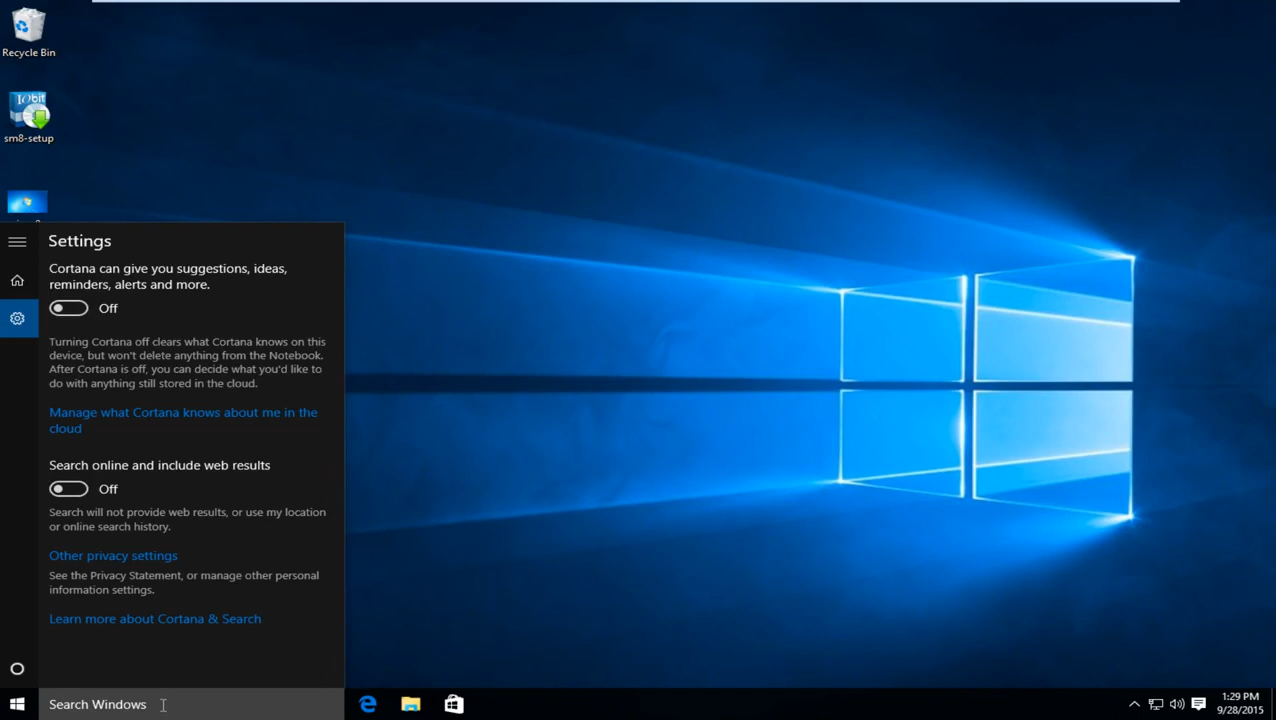 Recycle Bin
IObit
sm8-setup
Settings
Cortana can give you suggestions, ideas,
reminders, alerts and more.
Off
Turning Cortana off clears what Cortana knows on this
device, but won't delete anything from the Notebook.
After Cortana is off, you can decide what you'd like to
do with anything still stored in the cloud.
Manage what Cortana knows about me in the
cloud
Search online and include web results
Off
Search will not provide web results, or use my location
or online search history.
Other privacy settings
See the Privacy Statement, or manage other personal
information settings.
Learn more about Cortana & Search
Search Windows
1:29 PM
9/28/2015